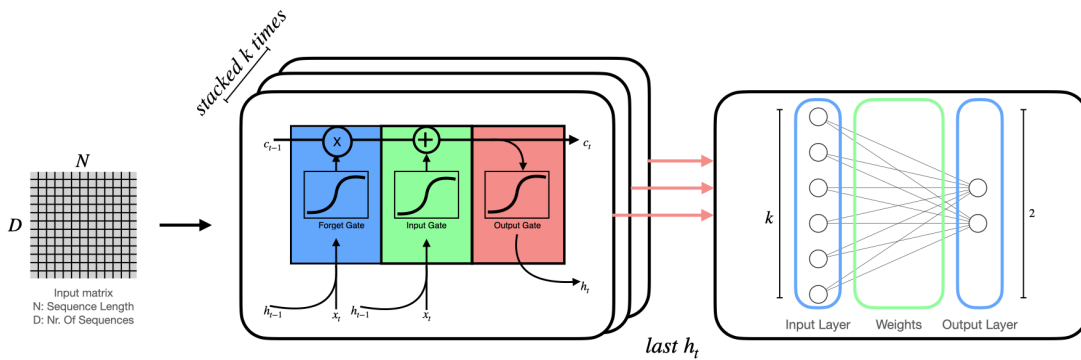 stacked k times
N
D
Input matrix
N: Sequence Length
D: Nr. Of Sequences
c_{t-1}
X
+
c_t
Forget Gate
Input Gate
Output Gate
h_{t-1}
x_t
h_{t-1}
x_t
h_t
last h_t
k
2
Input Layer
Weights
Output Layer